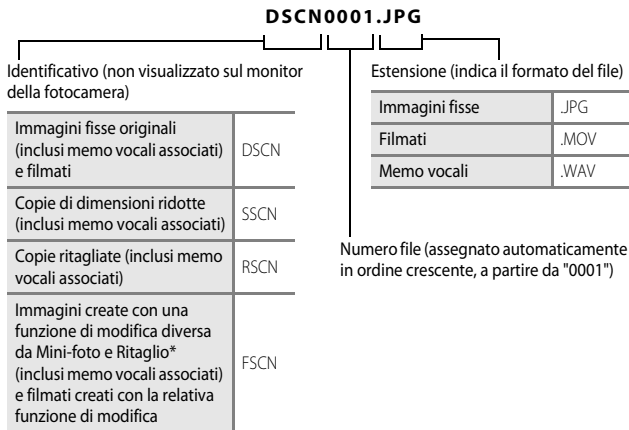 DSCN0001.JPG
Identificativo (non visualizzato sul monitor
della fotocamera)
Immagini fisse originali
(inclusi memo vocali associati)
e filmati
DSCN
Copie di dimensioni ridotte
(inclusi memo vocali associati)
SSCN
Copie ritagliate (inclusi memo
vocali associati)
RSCN
Immagini create con una
funzione di modifica diversa
da Mini-foto e Ritaglio*
(inclusi memo vocali associati)
e filmati creati con la relativa
funzione di modifica
FSCN
Estensione (indica il formato del file)
Immagini fisse .JPG
Filmati .MOV
Memo vocali .WAV
Numero file (assegnato automaticamente
in ordine crescente, a partire da "0001")